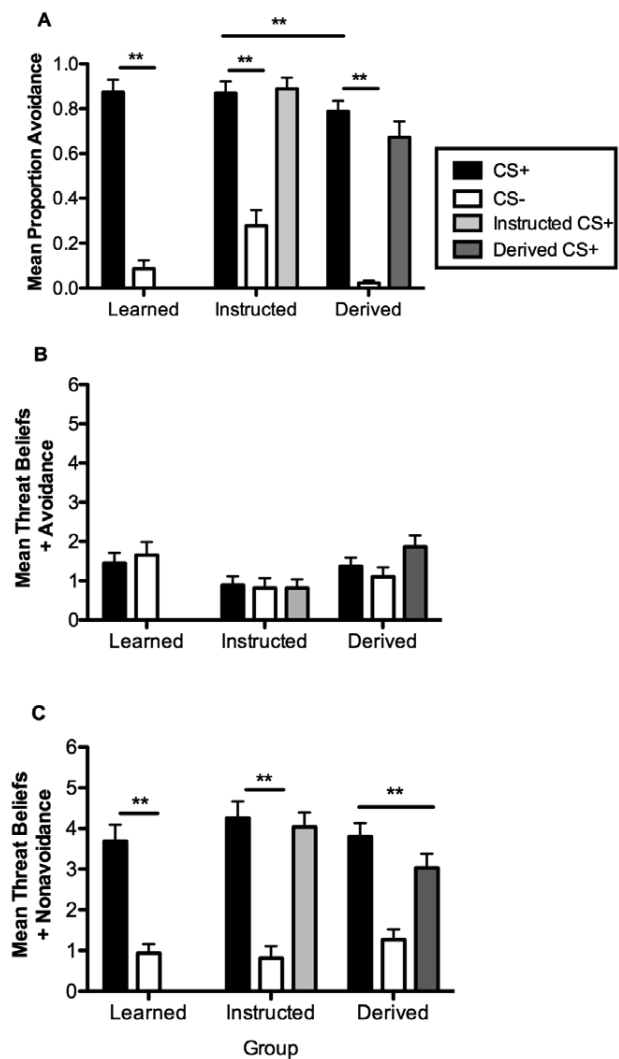 A
**
**
**
**
Mean Proportion Avoidance
1.0
0.8
0.6
0.4
0.2
0.0
Learned
Instructed
Derived
CS+
CS-
Instructed CS+
Derived CS+
B
Mean Threat Beliefs
+ Avoidance
6
5
4
3
2
1
0
Learned
Instructed
Derived
C
Mean Threat Beliefs
+ Nonavoidance
6
5
4
3
2
1
0
**
**
**
Learned
Instructed
Derived
Group